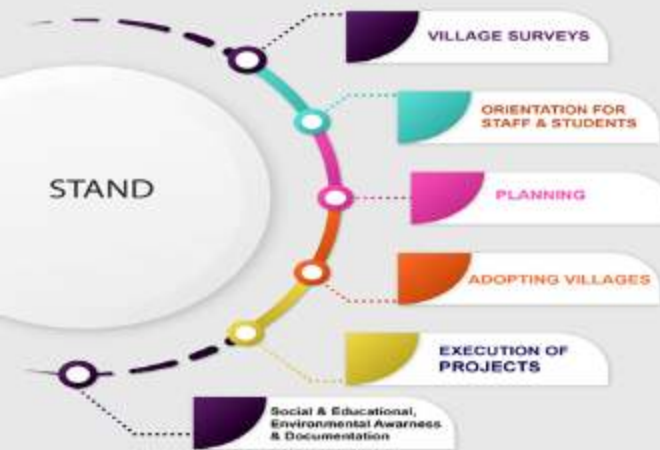 STAND
VILLAGE SURVEYS
ORIENTATION FOR
STAFF & STUDENTS
PLANNING
ADOPTING VILLAGES
EXECUTION OF
PROJECTS
Social & Educational,
Environmental Awarness
& Documentation